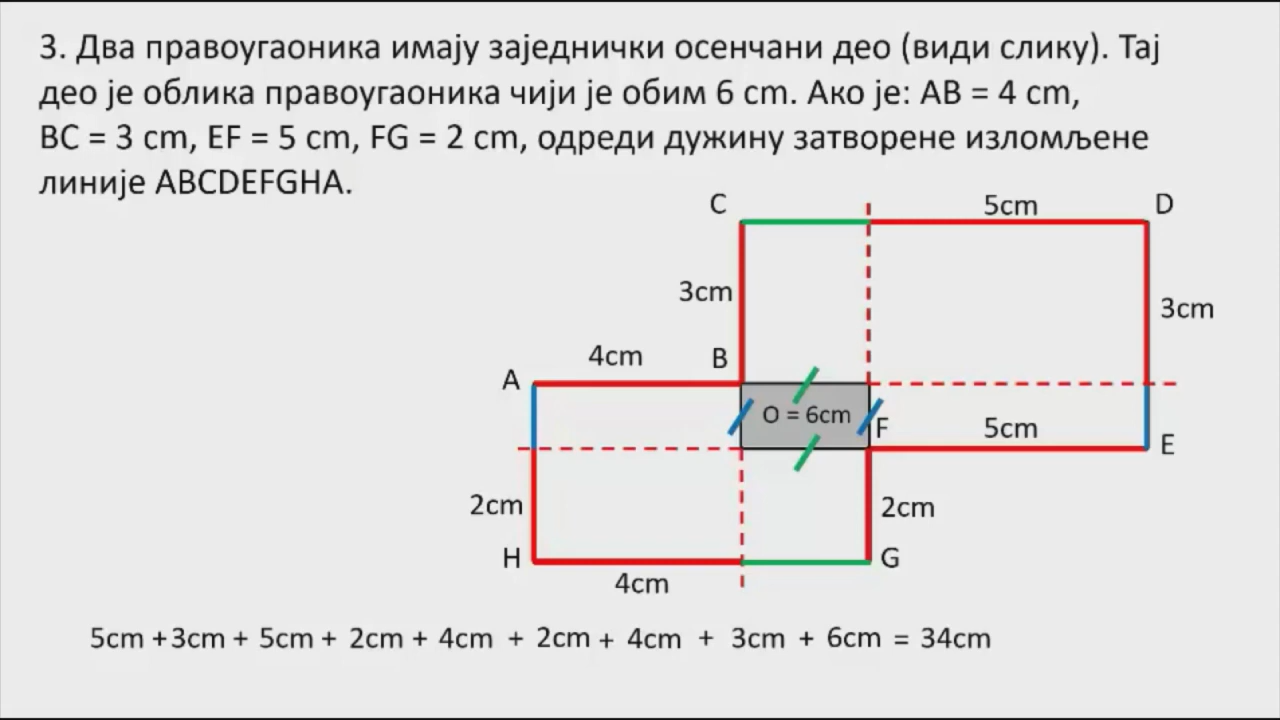 3. Два правоугаоника имају заједнички осенчани део (види слику). Тај
део је облика правоугаоника чији је обим 6 cm. Ако је: AB = 4 cm,
BC = 3 cm, EF = 5 cm, FG = 2 cm, одреди дужину затворене изломљене
линије ABCDEFGHA.
C
5cm
D
3cm
3cm
4cm
B
A
O = 6cm
F
5cm
E
2cm
2cm
H
G
4cm
5cm + 3cm + 5cm + 2cm + 4cm + 2cm + 4cm + 3cm + 6cm = 34cm